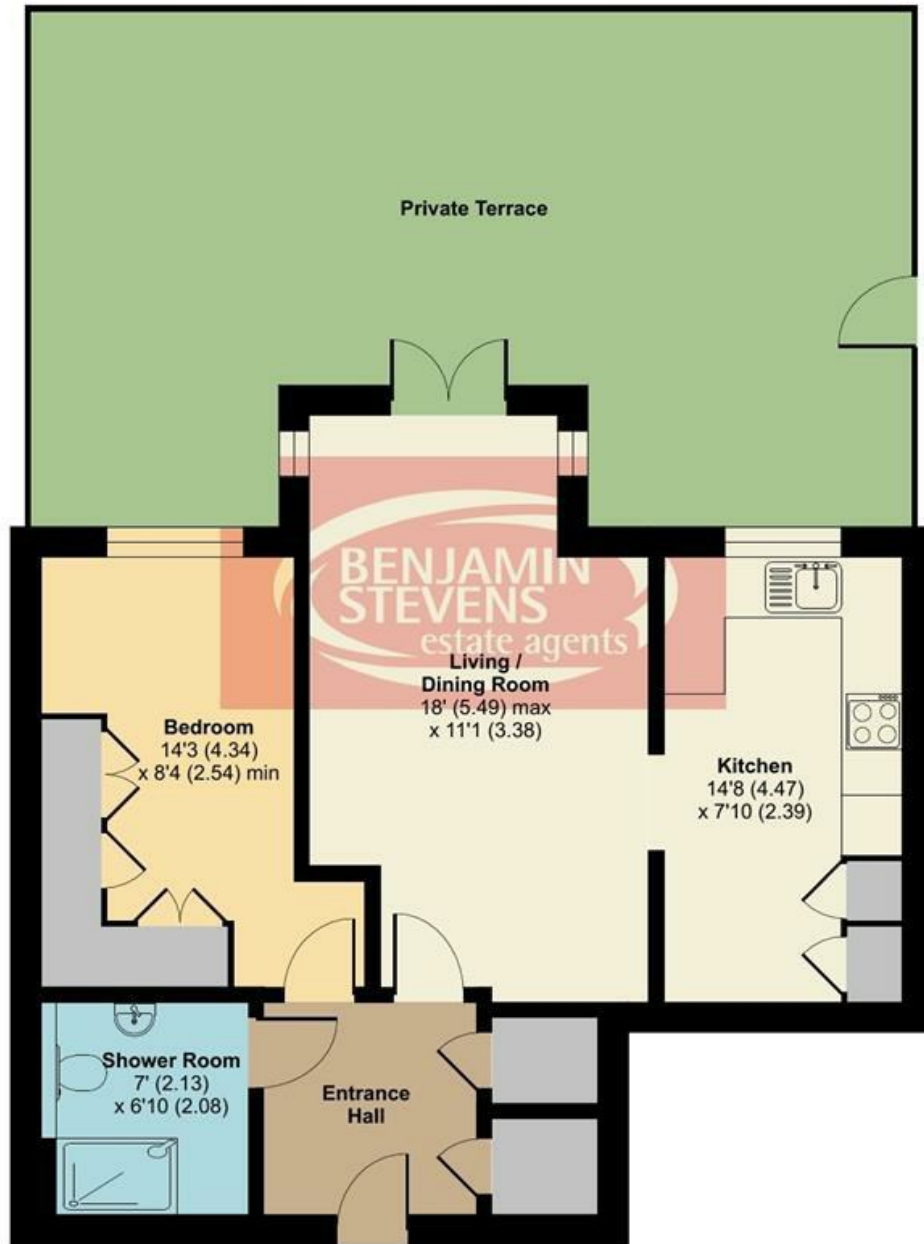 Private Terrace
BENJAMIN
STEVENS
estate agents
Living /
Dining Room
18' (5.49) max
x 11'1 (3.38)
Bedroom
14'3 (4.34)
x 8'4 (2.54) min
Kitchen
14'8 (4.47)
x 7'10 (2.39)
Shower Room
7' (2.13)
x 6'10 (2.08)
Entrance
Hall